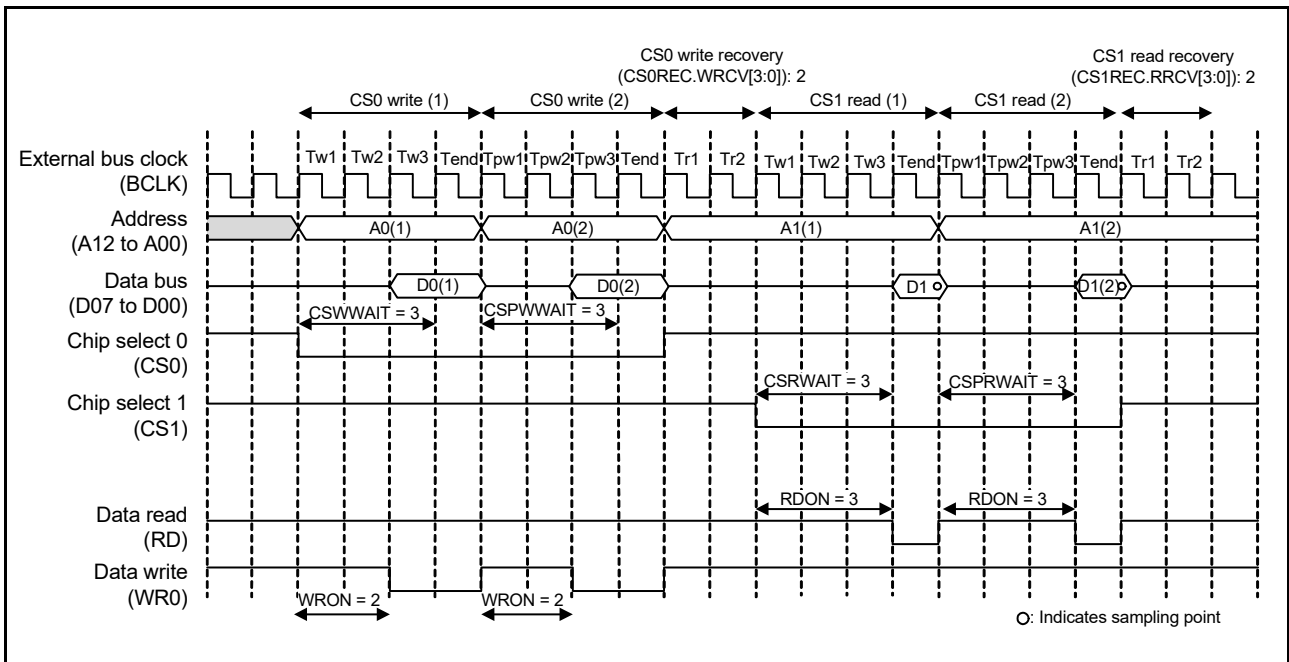 CS0 write recovery
(CS0REC.WRCV[3:0]): 2
CS1 read recovery
(CS1REC.RRCV[3:0]): 2
CS0 write (1)
CS0 write (2)
CS1 read (1)
CS1 read (2)
External bus clock
(BCLK)
Tw1 Tw2 Tw3 Tend Tpw1 Tpw2 Tpw3 Tend Tr1 Tr2 Tw1 Tw2 Tw3 Tend Tpw1 Tpw2 Tpw3 Tend Tr1 Tr2
Address
(A12 to A00)
A0(1) A0(2) A1(1) A1(2)
Data bus
(D07 to D00)
D0(1) D0(2) D1 D1(2)
CSWWAIT = 3 CSPWWAIT = 3
Chip select 0
(CS0)
CSRWAIT = 3 CSPRWAIT = 3
Chip select 1
(CS1)
RDON = 3 RDON = 3
Data read
(RD)
Data write
(WR0)
WRON = 2 WRON = 2
O: Indicates sampling point